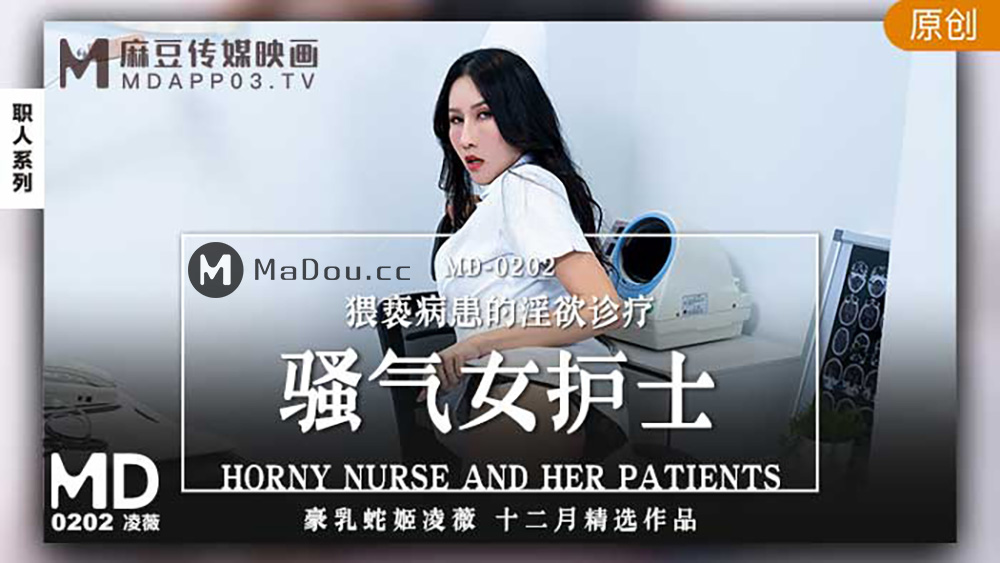 原创
麻豆传媒映画
MDAPP03.TV
职人系列
MaDou.cc
MD-0202
猥亵病患的淫欲诊疗
骚气女护士
HORNY NURSE AND HER PATIENTS
MD
0202 凌薇
豪乳蛇姬凌薇 十二月精选作品